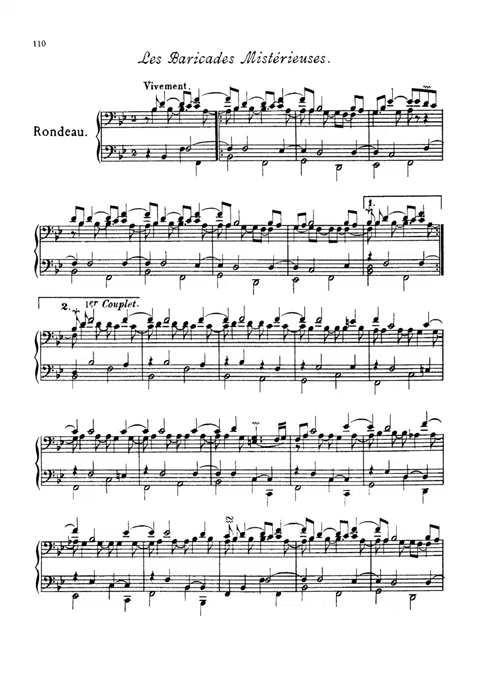 110
Les Baricades Mistérieuses.
Vivement.
Rondeau.
1.
2.
1er Couplet.